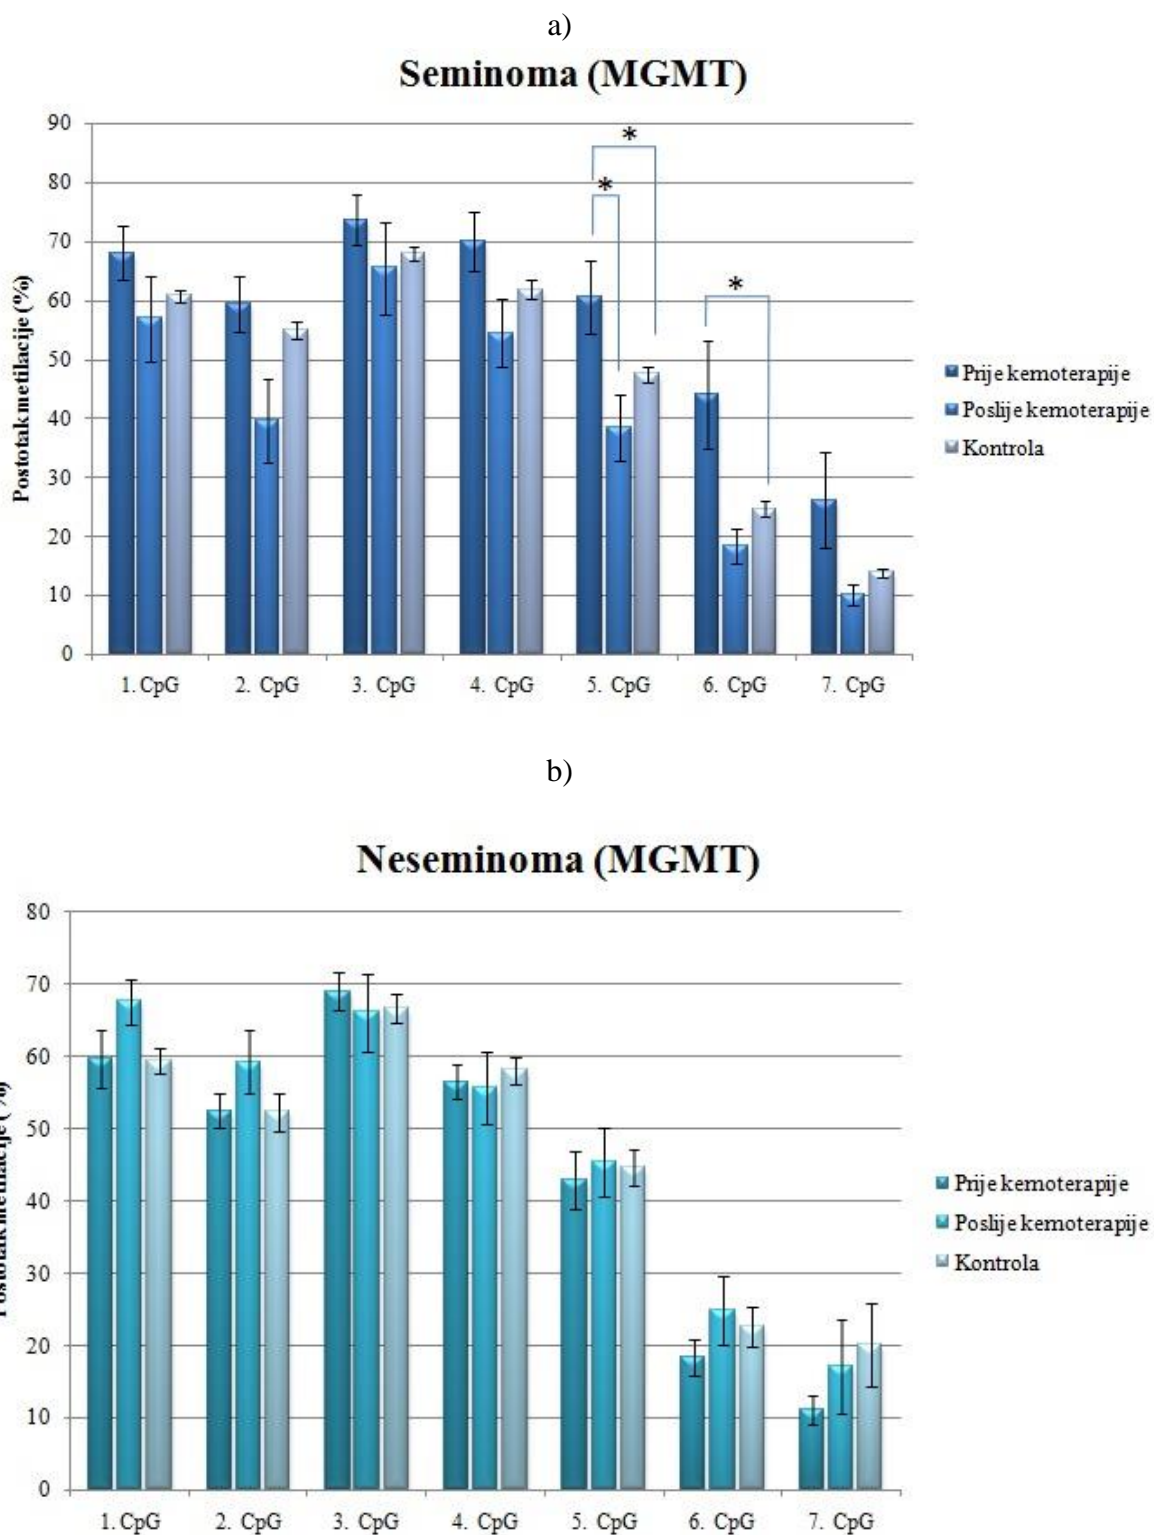 a)
Seminoma (MGMT)
90
80
70
60
50
40
30
20
10
0
Postotak metilacije (%)
* *
*
1. CpG 2. CpG 3. CpG 4. CpG 5. CpG 6. CpG 7. CpG
Prije kemoterapije
Poslije kemoterapije
Kontrola
b)
Neseminoma (MGMT)
80
70
60
50
40
30
20
10
0
Postotak metilacije (%)
1. CpG 2. CpG 3. CpG 4. CpG 5. CpG 6. CpG 7. CpG
Prije kemoterapije
Poslije kemoterapije
Kontrola